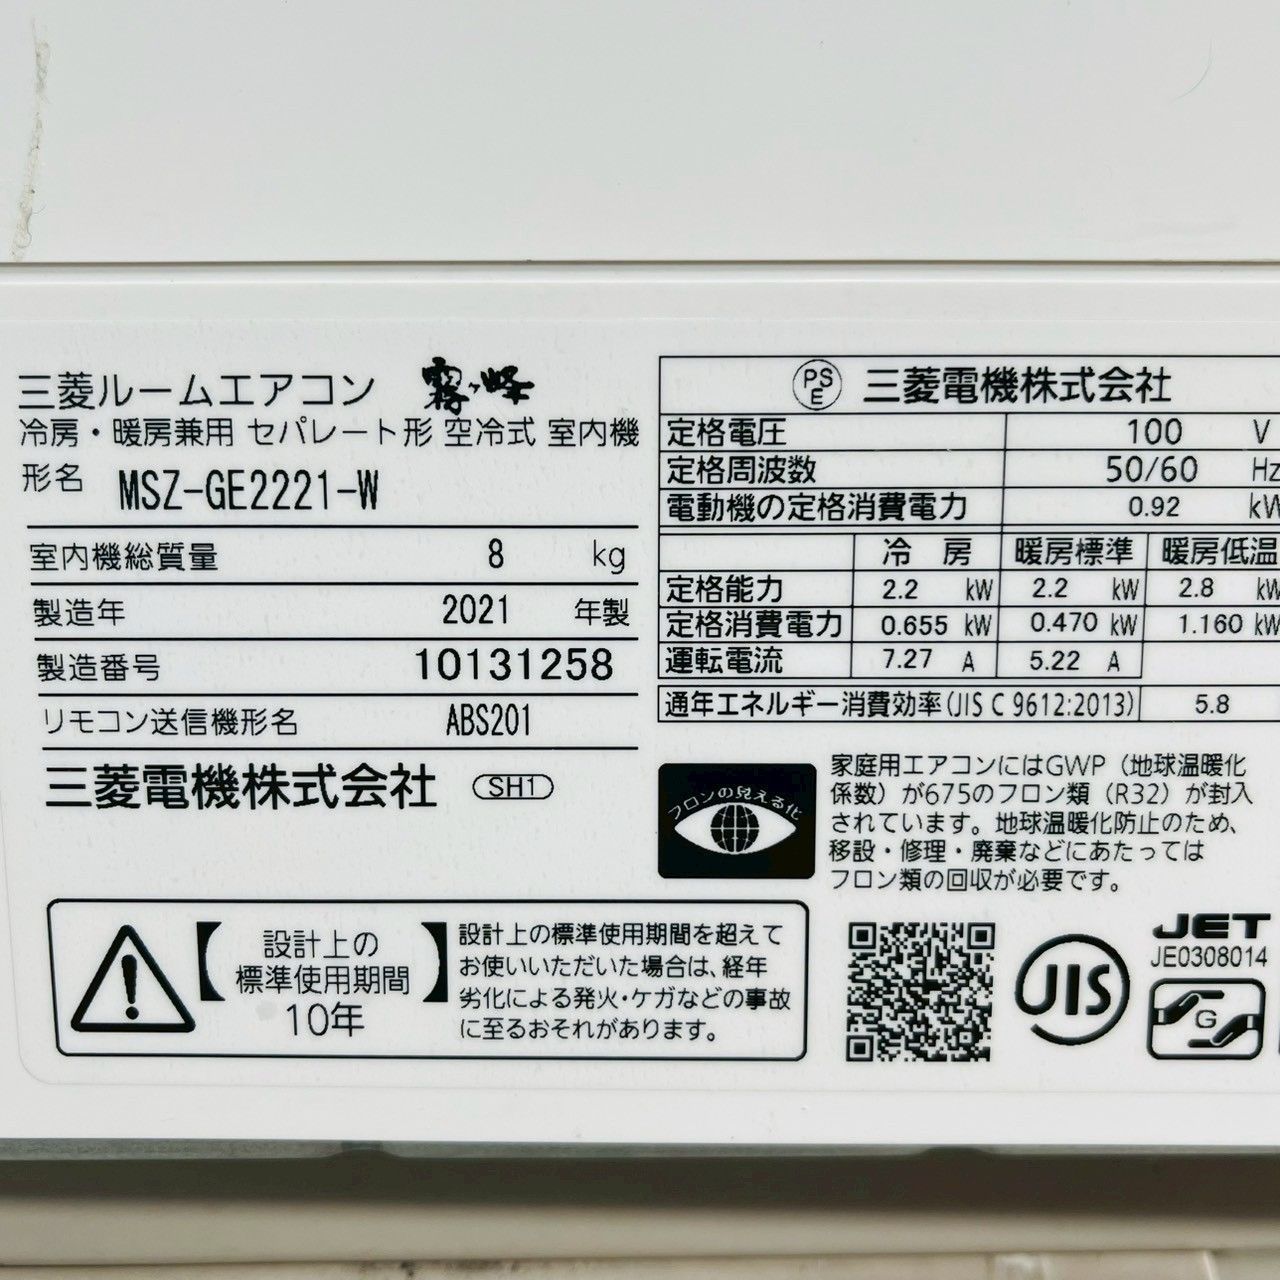 三菱ルームエアコン 霧ヶ峰
冷房・暖房兼用 セパレート形 空冷式 室内機
形名 MSZ-GE2221-W
室内機総質量 8 kg
製造年 2021 年製
製造番号 10131258
リモコン送信機形名 ABS201
三菱電機株式会社 SH1
PSE 三菱電機株式会社
定格電圧 100 V
定格周波数 50/60 Hz
電動機の定格消費電力 0.92 kW
冷房 暖房標準 暖房低温
定格能力 2.2 kW 2.2 kW 2.8 kW
定格消費電力 0.655 kW 0.470 kW 1.160 kW
運転電流 7.27 A 5.22 A
通年エネルギー消費効率(JIS C 9612:2013) 5.8
フロンの見える化
家庭用エアコンにはGWP（地球温暖化
係数）が675のフロン類（R32）が封入
されています。地球温暖化防止のため、
移設・修理・廃棄などにあたっては
フロン類の回収が必要です。
【設計上の
標準使用期間】
10年
設計上の標準使用期間を超えて
お使いいただいた場合は、経年
劣化による発火・ケガなどの事故
に至るおそれがあります。
JIS
JET
JE0308014
G